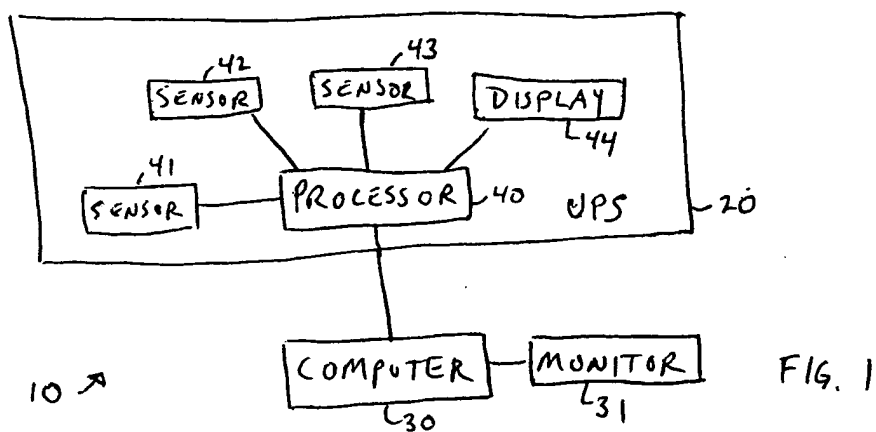 42
43
SENSOR
SENSOR
DISPLAY
44
41
SENSOR
PROCESSOR
40
UPS
20
COMPUTER
MONITOR
FIG. 1
10
30
31